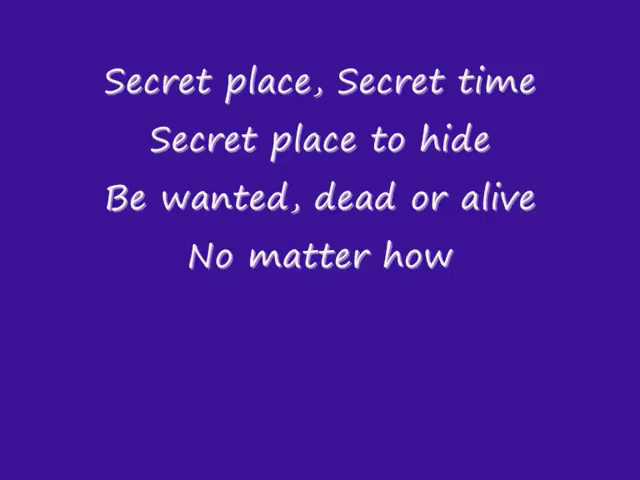 Secret place, Secret time
Secret place to hide
Be wanted, dead or alive
No matter how